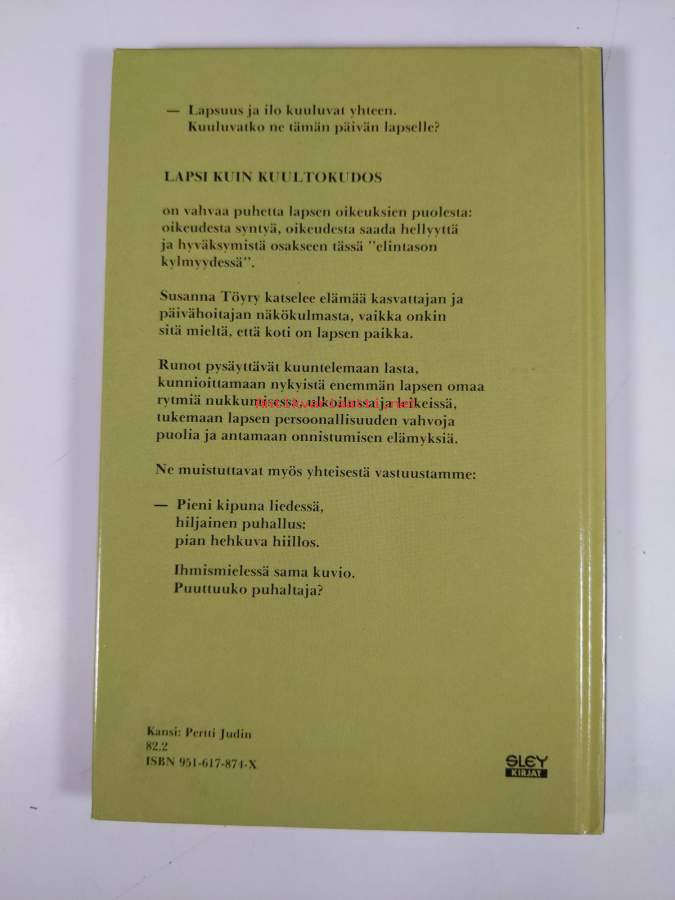 — Lapsuus ja ilo kuuluvat yhteen.
Kuuluvatko ne tämän päivän lapselle?
LAPSI KUIN KUULTOKUDOS
on vahvaa puhetta lapsen oikeuksien puolesta:
oikeudesta syntyä, oikeudesta saada hellyyttä
ja hyväksymistä osakseen tässä "elintason
kylmyydessä".
Susanna Töyry katselee elämää kasvattajan ja
päivähoitajan näkökulmasta, vaikka onkin
sitä mieltä, että koti on lapsen paikka.
Runot pysäyttävät kuuntelemaan lasta,
kunnioittamaan nykyistä enemmän lapsen omaa
rytmiä nukkumisessa, ulkoilussa ja leikeissä,
tukemaan lapsen persoonallisuuden vahvoja
puolia ja antamaan onnistumisen elämyksiä.
Ne muistuttavat myös yhteisestä vastuustamme:
— Pieni kipuna liedessä,
hiljainen puhallus:
pian hehkuva hiillos.
Ihmismielessä sama kuvio.
Puuttuuko puhaltaja?
Kansi: Pertti Judin
82.2
ISBN 951-617-874-X
SLEY
KIRJAT